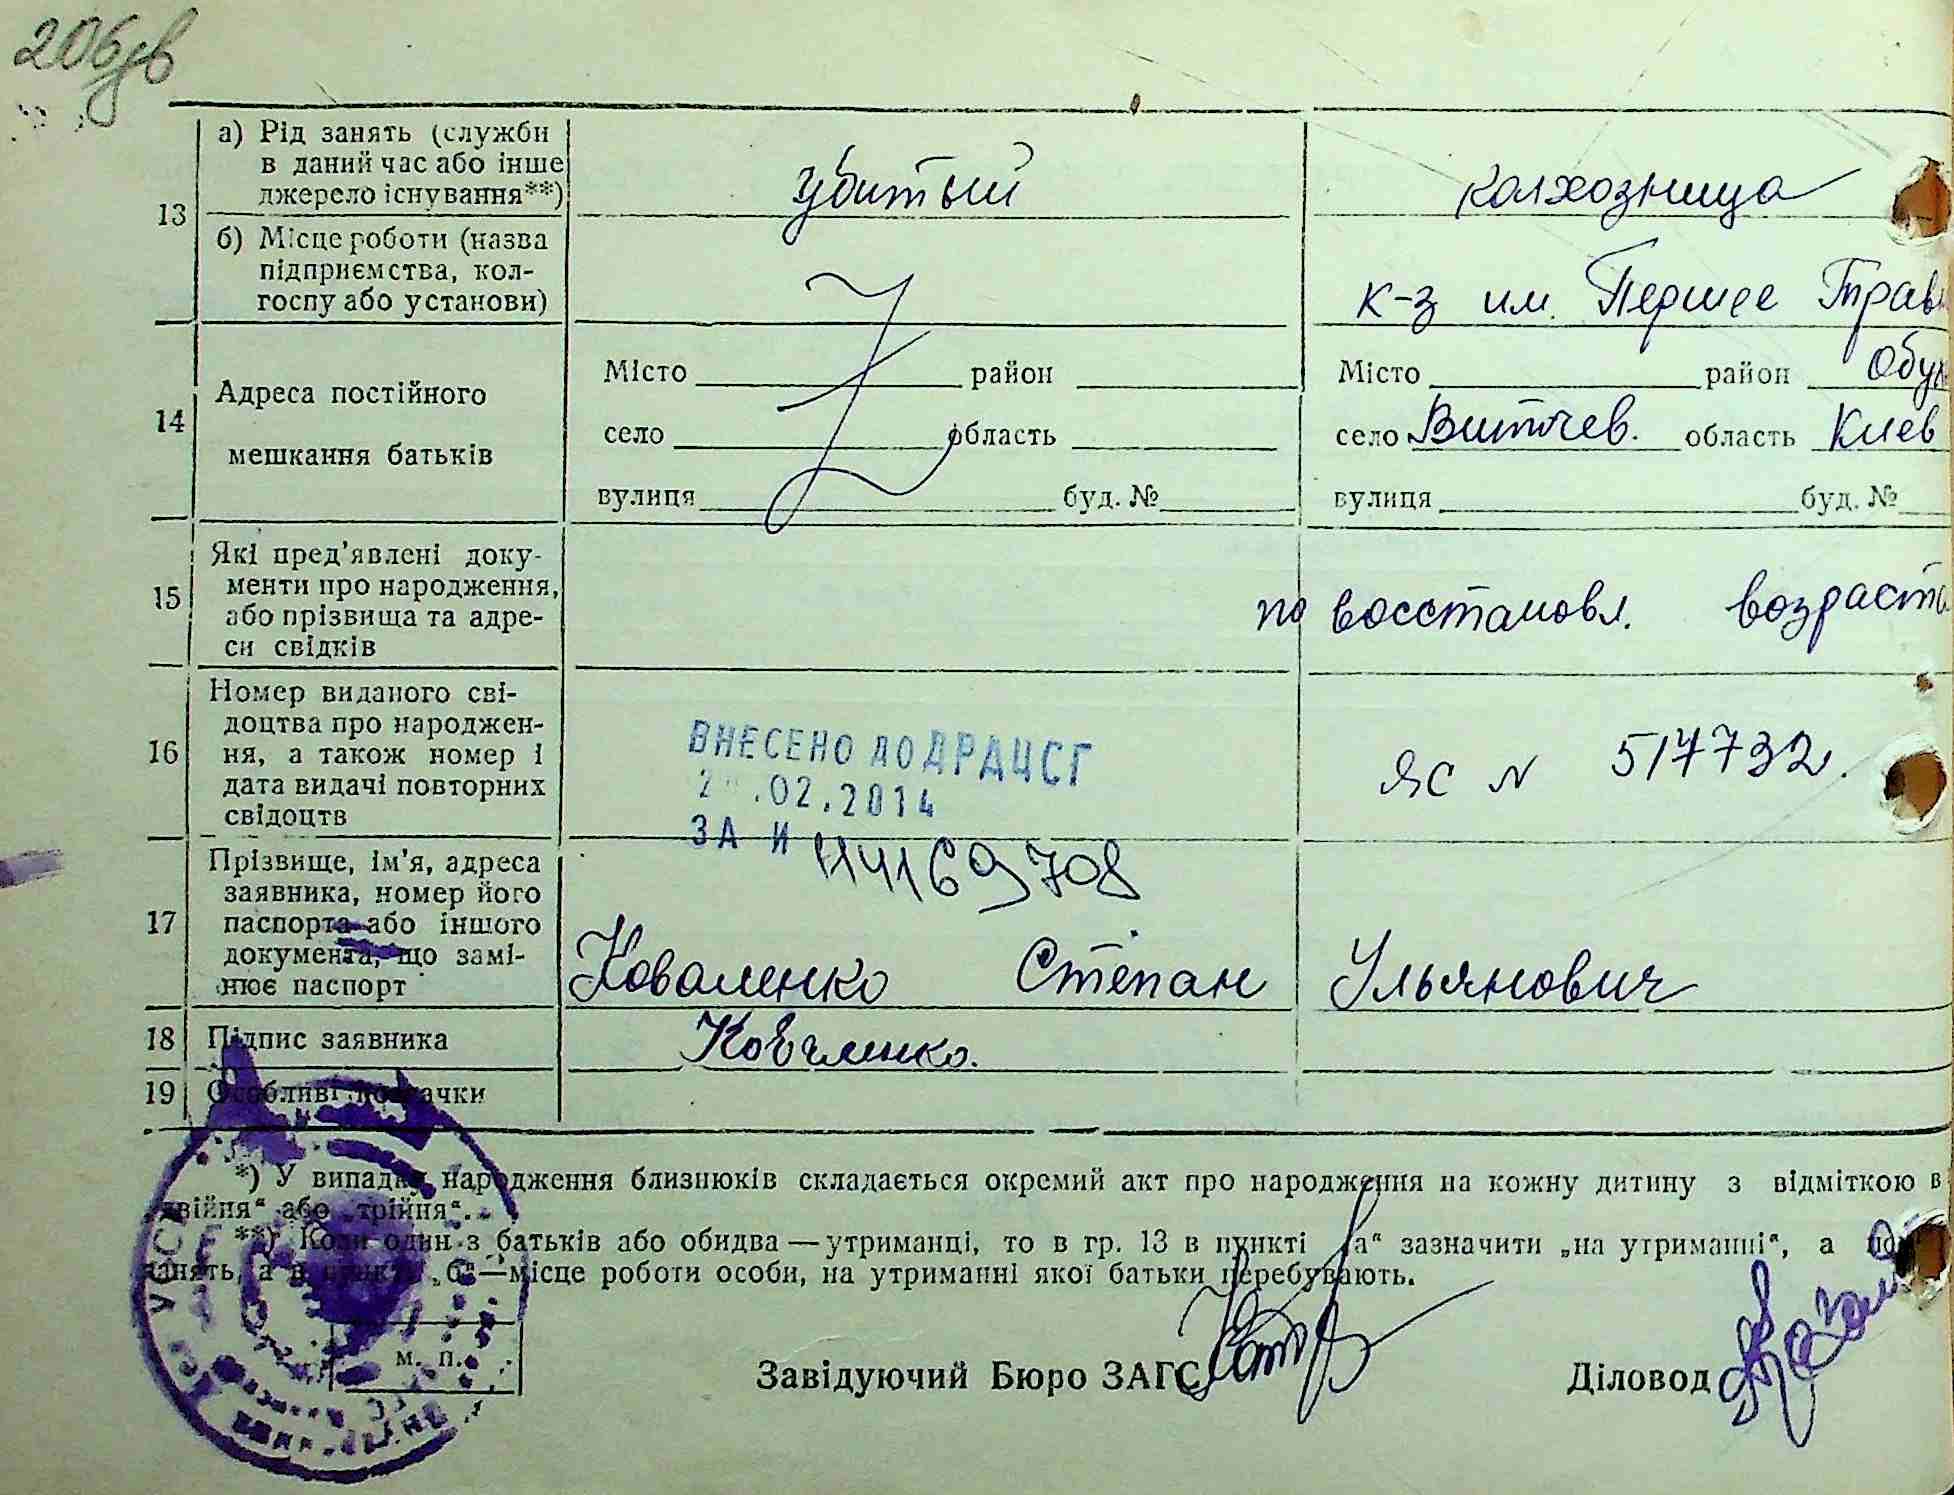 206 зв
13 а) Рід занять (служби в даний час або інше джерело існування**) убитый колхозница
б) Місце роботи (назва підприємства, колгоспу або установи) к-з им. Першее Трав
14 Адреса постійного мешкання батьків
Місто район Місто район Обух
село область село Витачев. область Киев
вулиця буд. № вулиця буд. №
15 Які пред'явлені документи про народження, або прізвища та адреси свідків по восстановл. возраста
16 Номер виданого свідоцтва про народження, а також номер і дата видачі повторних свідоцтв ЯС N 517732.
ВНЕСЕНО ДО ДРАЦСГ
.02.2014
ЗА И
17 Прізвище, ім'я, адреса заявника, номер його паспорта або іншого документа, що замінює паспорт Коваленко Степан Ульянович
18 Підпис заявника Коваленко.
19 Особливі позначки
*) У випадку народження близнюків складається окремий акт про народження на кожну дитину з відміткою в
„двійня“ або „трійня“.
**) Коли один з батьків або обидва — утриманці, то в гр. 13 в пункті „а“ зазначити „на утриманні“, а
занять, а в пункті „б“—місце роботи особи, на утриманні якої батьки перебувають.
м. п.
Завідуючий Бюро ЗАГС Діловод